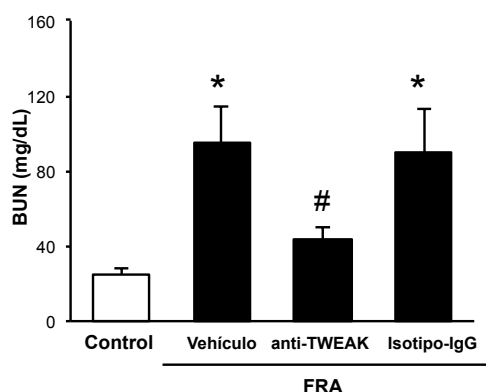 160
120
80
40
0
BUN (mg/dL)
*
#
*
Control
Vehículo
anti-TWEAK
Isotipo-IgG
FRA